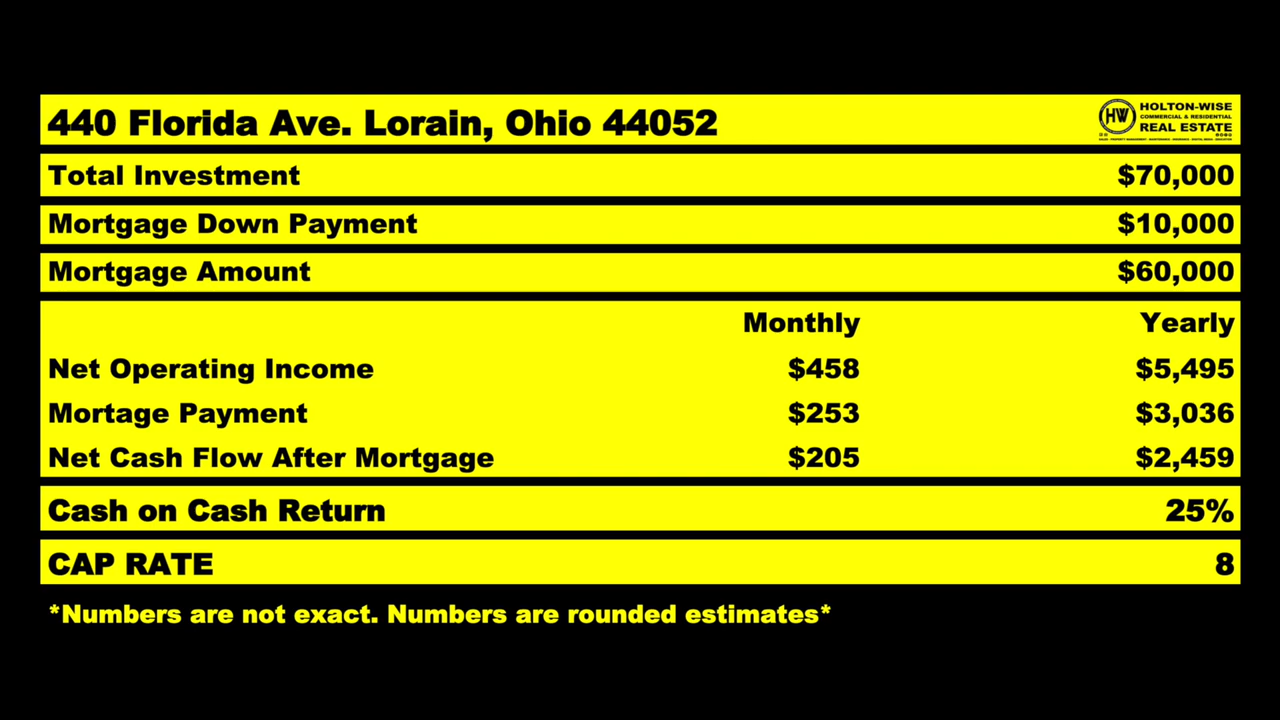 440 Florida Ave. Lorain, Ohio 44052
HOLTON-WISE
COMMERCIAL & RESIDENTIAL
REAL ESTATE
HW
Total Investment $70,000
Mortgage Down Payment $10,000
Mortgage Amount $60,000
Monthly Yearly
Net Operating Income $458 $5,495
Mortage Payment $253 $3,036
Net Cash Flow After Mortgage $205 $2,459
Cash on Cash Return 25%
CAP RATE 8
*Numbers are not exact. Numbers are rounded estimates*